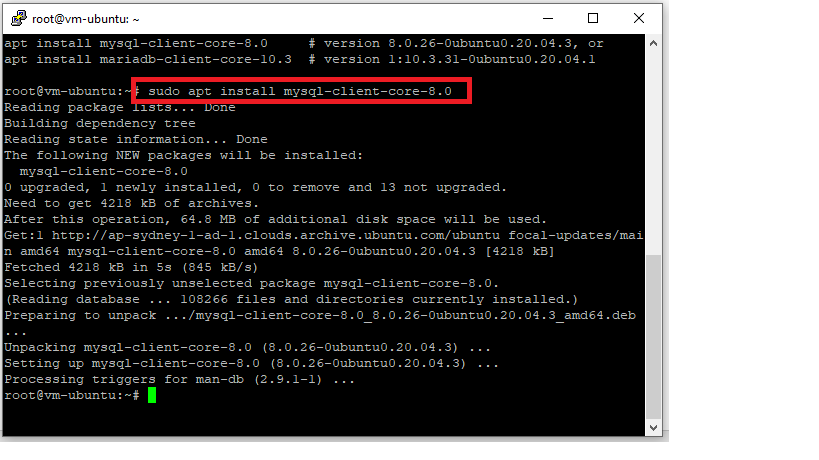 root@vm-ubuntu: ~
apt install mysql-client-core-8.0     # version 8.0.26-0ubuntu0.20.04.3, or
apt install mariadb-client-core-10.3  # version 1:10.3.31-0ubuntu0.20.04.1
root@vm-ubuntu:~# sudo apt install mysql-client-core-8.0
Reading package lists... Done
Building dependency tree
Reading state information... Done
The following NEW packages will be installed:
  mysql-client-core-8.0
0 upgraded, 1 newly installed, 0 to remove and 13 not upgraded.
Need to get 4218 kB of archives.
After this operation, 64.8 MB of additional disk space will be used.
Get:1 http://ap-sydney-1-ad-1.clouds.archive.ubuntu.com/ubuntu focal-updates/mai
n amd64 mysql-client-core-8.0 amd64 8.0.26-0ubuntu0.20.04.3 [4218 kB]
Fetched 4218 kB in 5s (845 kB/s)
Selecting previously unselected package mysql-client-core-8.0.
(Reading database ... 108266 files and directories currently installed.)
Preparing to unpack .../mysql-client-core-8.0_8.0.26-0ubuntu0.20.04.3_amd64.deb
...
Unpacking mysql-client-core-8.0 (8.0.26-0ubuntu0.20.04.3) ...
Setting up mysql-client-core-8.0 (8.0.26-0ubuntu0.20.04.3) ...
Processing triggers for man-db (2.9.1-1) ...
root@vm-ubuntu:~#